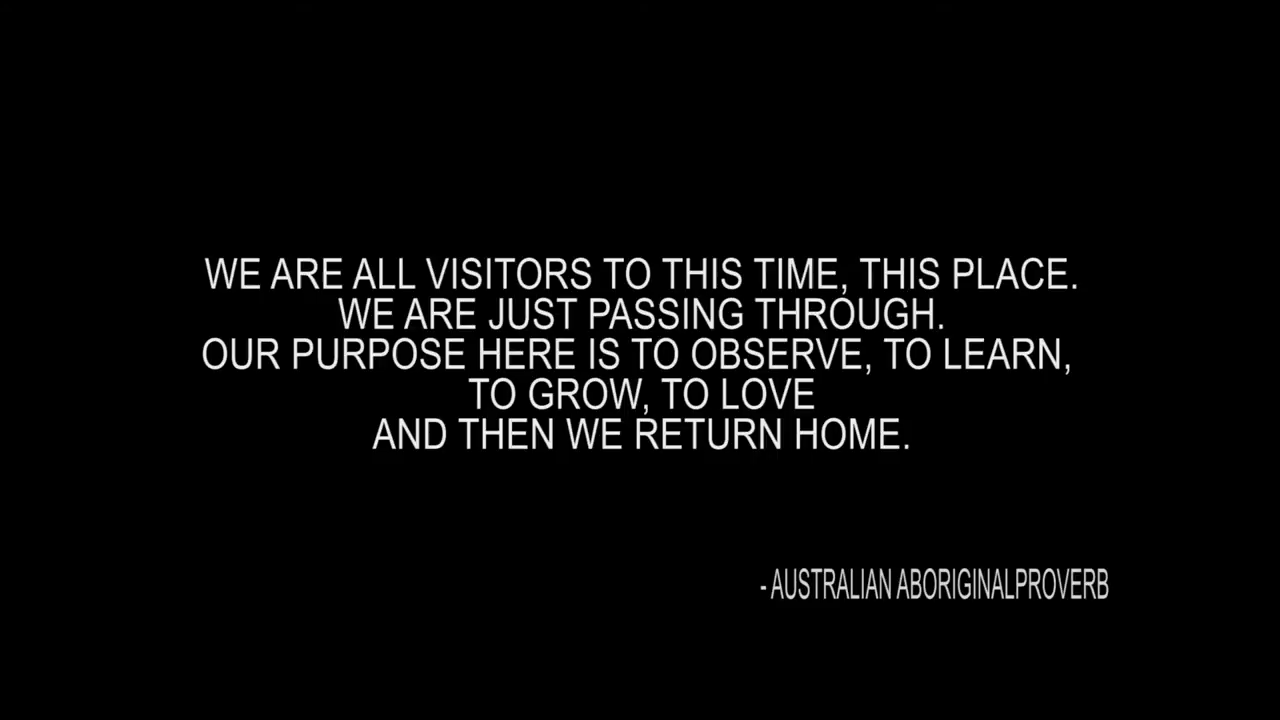 WE ARE ALL VISITORS TO THIS TIME, THIS PLACE.
WE ARE JUST PASSING THROUGH.
OUR PURPOSE HERE IS TO OBSERVE, TO LEARN,
TO GROW, TO LOVE
AND THEN WE RETURN HOME.
- AUSTRALIAN ABORIGINALPROVERB